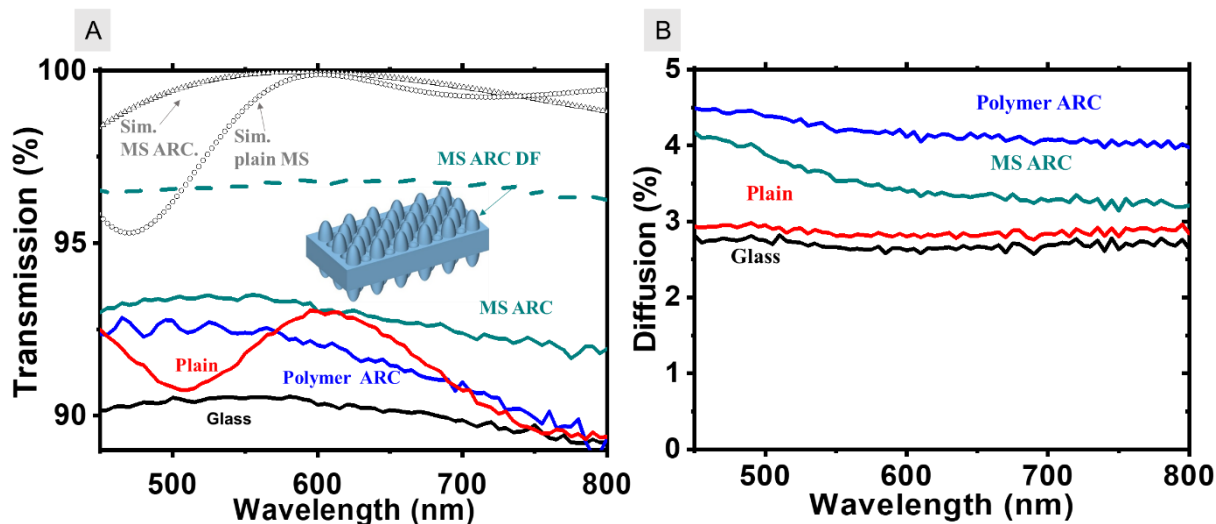 A
Transmission (%)
100
95
90
Sim.
MS ARC.
Sim.
plain MS
MS ARC DF
MS ARC
Plain
Polymer ARC
Glass
500 600 700 800
Wavelength (nm)
B
Diffusion (%)
5
4
3
2
1
0
Polymer ARC
MS ARC
Plain
Glass
500 600 700 800
Wavelength (nm)